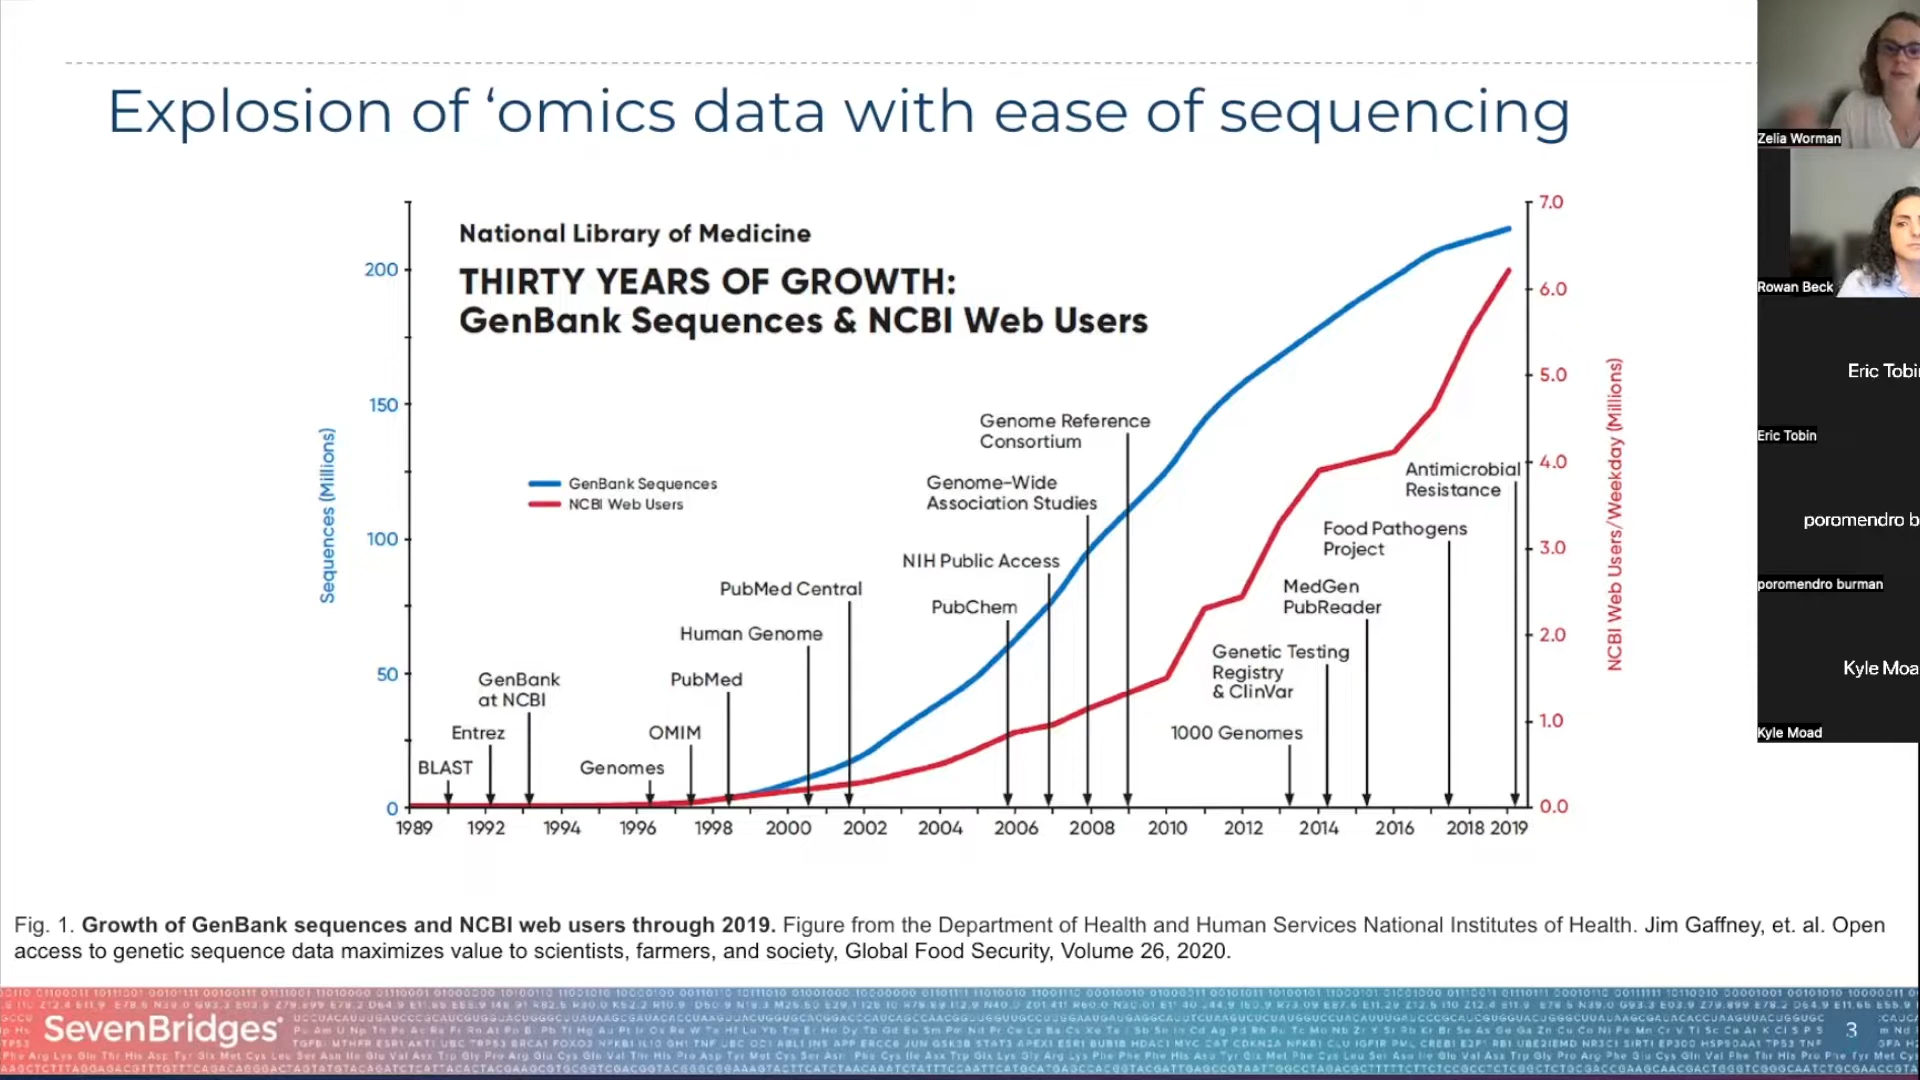 Explosion of ‘omics data with ease of sequencing
National Library of Medicine
THIRTY YEARS OF GROWTH:
GenBank Sequences & NCBI Web Users
Sequences (Millions)
200
150
100
50
0
GenBank Sequences
NCBI Web Users
BLAST
Entrez
GenBank
at NCBI
Genomes
OMIM
PubMed
Human Genome
PubMed Central
PubChem
NIH Public Access
Genome-Wide
Association Studies
Genome Reference
Consortium
1000 Genomes
Genetic Testing
Registry
& ClinVar
MedGen
PubReader
Food Pathogens
Project
Antimicrobial
Resistance
7.0
6.0
5.0
4.0
3.0
2.0
1.0
0.0
NCBI Web Users/Weekday (Millions)
1989 1992 1994 1996 1998 2000 2002 2004 2006 2008 2010 2012 2014 2016 2018 2019
Fig. 1. Growth of GenBank sequences and NCBI web users through 2019. Figure from the Department of Health and Human Services National Institutes of Health. Jim Gaffney, et. al. Open
access to genetic sequence data maximizes value to scientists, farmers, and society, Global Food Security, Volume 26, 2020.
SevenBridges
3
Zelia Worman
Rowan Beck
Eric Tobin
Eric Tobin
poromendro b
poromendro burman
Kyle Moa
Kyle Moad